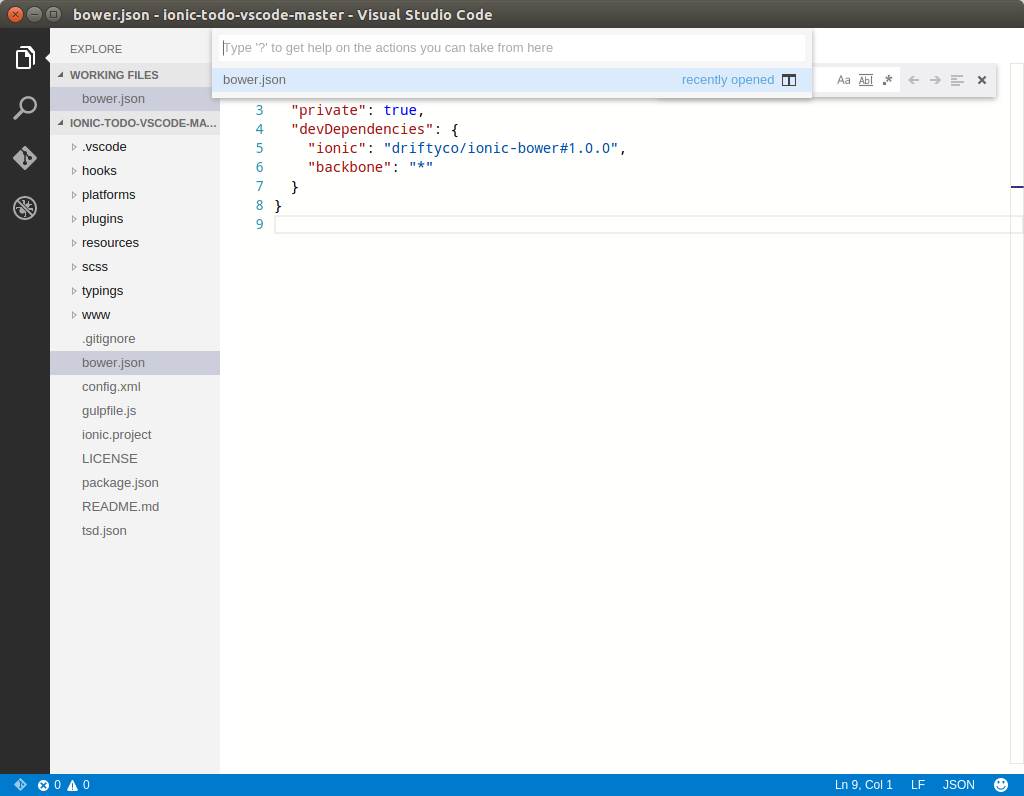 bower.json - ionic-todo-vscode-master - Visual Studio Code
EXPLORE
WORKING FILES
bower.json
IONIC-TODO-VSCODE-MA...
.vscode
hooks
platforms
plugins
resources
scss
typings
www
.gitignore
bower.json
config.xml
gulpfile.js
ionic.project
LICENSE
package.json
README.md
tsd.json
Type '?' to get help on the actions you can take from here
bower.json recently opened
Aa Abl .*
3 "private": true,
4 "devDependencies": {
5 "ionic": "driftyco/ionic-bower#1.0.0",
6 "backbone": "*"
7 }
8 }
9
0 0 Ln 9, Col 1 LF JSON